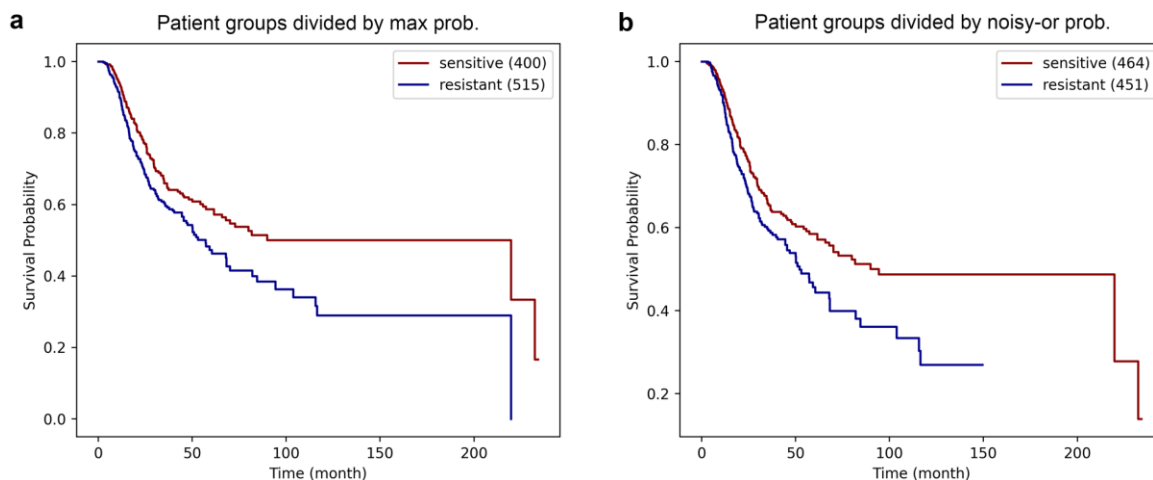 a
Patient groups divided by max prob.
sensitive (400)
resistant (515)
Survival Probability
1.0
0.8
0.6
0.4
0.2
0.0
0 50 100 150 200
Time (month)
b
Patient groups divided by noisy-or prob.
sensitive (464)
resistant (451)
Survival Probability
1.0
0.8
0.6
0.4
0.2
0 50 100 150 200
Time (month)